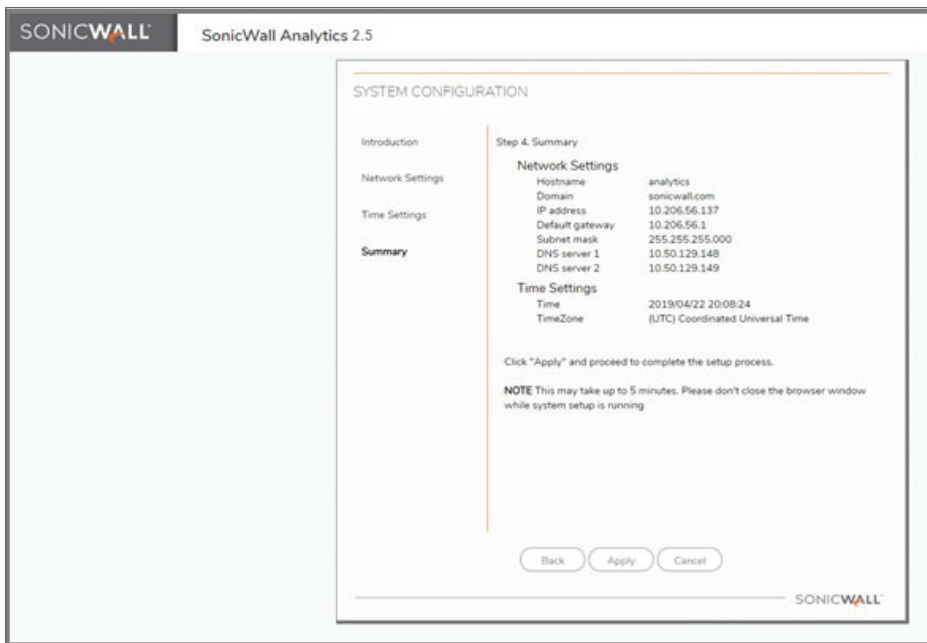 SONICWALL
SonicWall Analytics 2.5
SYSTEM CONFIGURATION
Introduction
Network Settings
Time Settings
Summary
Step 4. Summary
Network Settings
Hostname analytics
Domain sonicwall.com
IP address 10.206.56.137
Default gateway 10.206.56.1
Subnet mask 255.255.255.000
DNS server 1 10.50.129.148
DNS server 2 10.50.129.149
Time Settings
Time 2019/04/22 20:08:24
TimeZone (UTC) Coordinated Universal Time
Click "Apply" and proceed to complete the setup process.
NOTE This may take up to 5 minutes. Please don't close the browser window
while system setup is running
Back Apply Cancel
SONICWALL